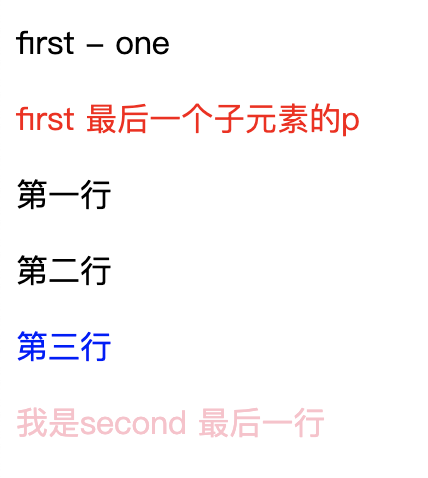 first - one
first 最后一个子元素的p
第一行
第二行
第三行
我是second 最后一行